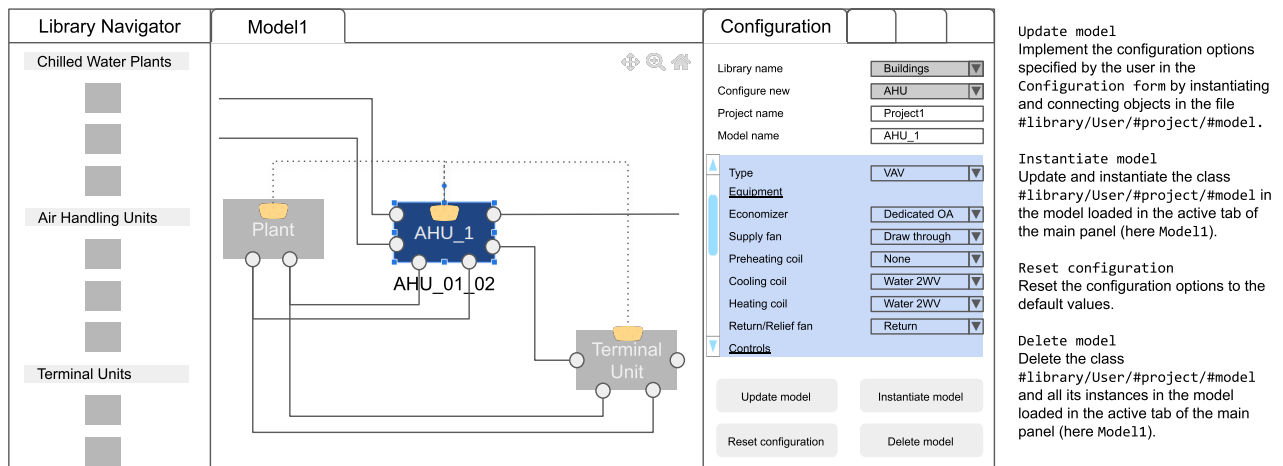 Library Navigator
Chilled Water Plants
Air Handling Units
Terminal Units
Model1
Plant
AHU_1
AHU_01_02
Terminal
Unit
Configuration
Library name
Buildings
Configure new
AHU
Project name
Project1
Model name
AHU_1
Type
VAV
Equipment
Economizer
Dedicated OA
Supply fan
Draw through
Preheating coil
None
Cooling coil
Water 2WV
Heating coil
Water 2WV
Return/Relief fan
Return
Controls
Update model
Instantiate model
Reset configuration
Delete model
Update model
Implement the configuration options
specified by the user in the
Configuration form by instantiating
and connecting objects in the file
#library/User/#project/#model.
Instantiate model
Update and instantiate the class
#library/User/#project/#model in
the model loaded in the active tab of
the main panel (here Model1).
Reset configuration
Reset the configuration options to the
default values.
Delete model
Delete the class
#library/User/#project/#model
and all its instances in the model
loaded in the active tab of the main
panel (here Model1).